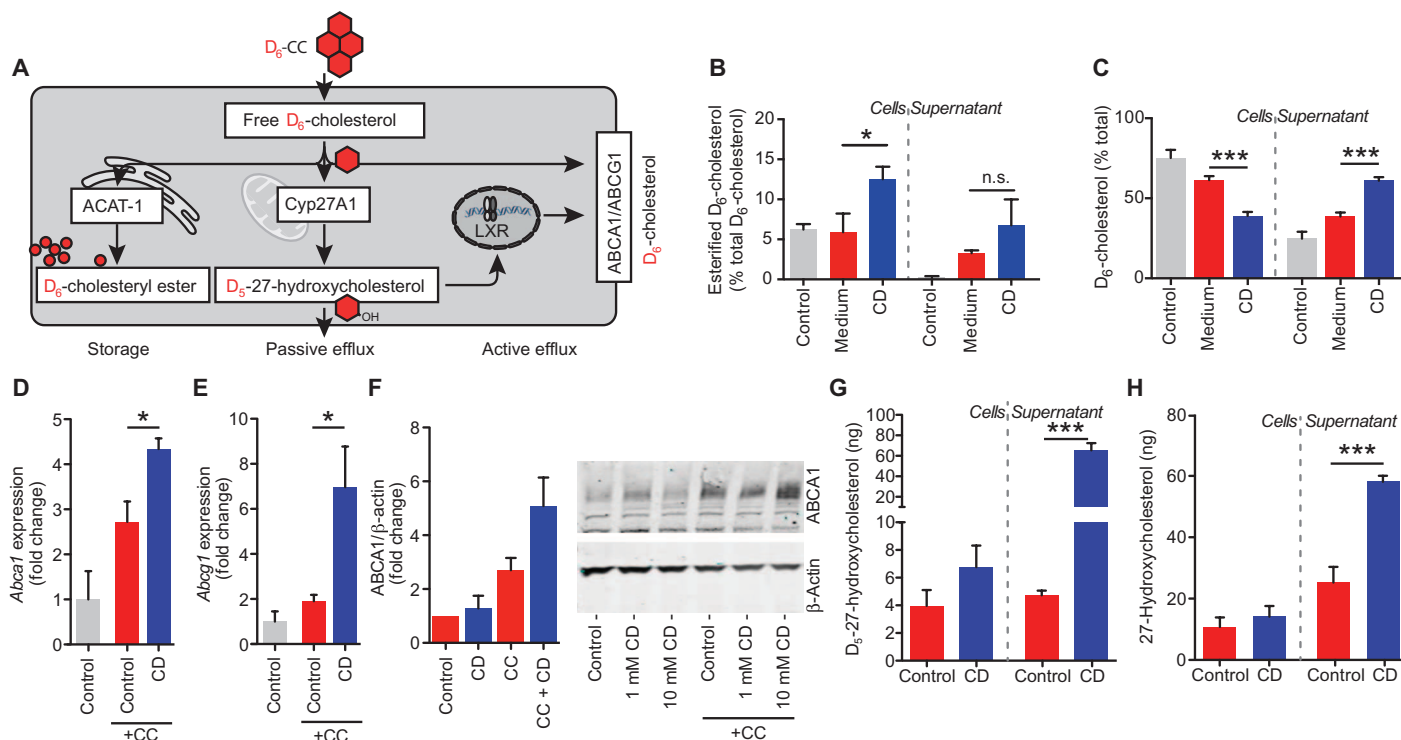 A
D6-CC
Free D6-cholesterol
ACAT-1
Cyp27A1
LXR
ABCA1/ABCG1
D6-cholesterol
D6-cholesteryl ester
D5-27-hydroxycholesterol
-OH
Storage
Passive efflux
Active efflux
B
Cells
Supernatant
Esterified D6-cholesterol
(% total D6-cholesterol)
20
15
10
5
0
*
n.s.
Control
Medium
CD
Control
Medium
CD
C
Cells
Supernatant
D6-cholesterol (% total)
100
50
0
***
***
Control
Medium
CD
Control
Medium
CD
D
Abca1 expression
(fold change)
5
4
3
2
1
0
*
Control
Control
CD
+CC
E
Abcg1 expression
(fold change)
10
8
6
4
2
0
*
Control
Control
CD
+CC
F
ABCA1/β-actin
(fold change)
8
6
4
2
0
Control
CD
CC
CC + CD
ABCA1
β-Actin
Control
1 mM CD
10 mM CD
Control
1 mM CD
10 mM CD
+CC
G
Cells
Supernatant
D5-27-hydroxycholesterol (ng)
100
80
60
40
20
8
6
4
2
0
***
Control
CD
Control
CD
H
Cells
Supernatant
27-Hydroxycholesterol (ng)
80
60
40
20
0
***
Control
CD
Control
CD